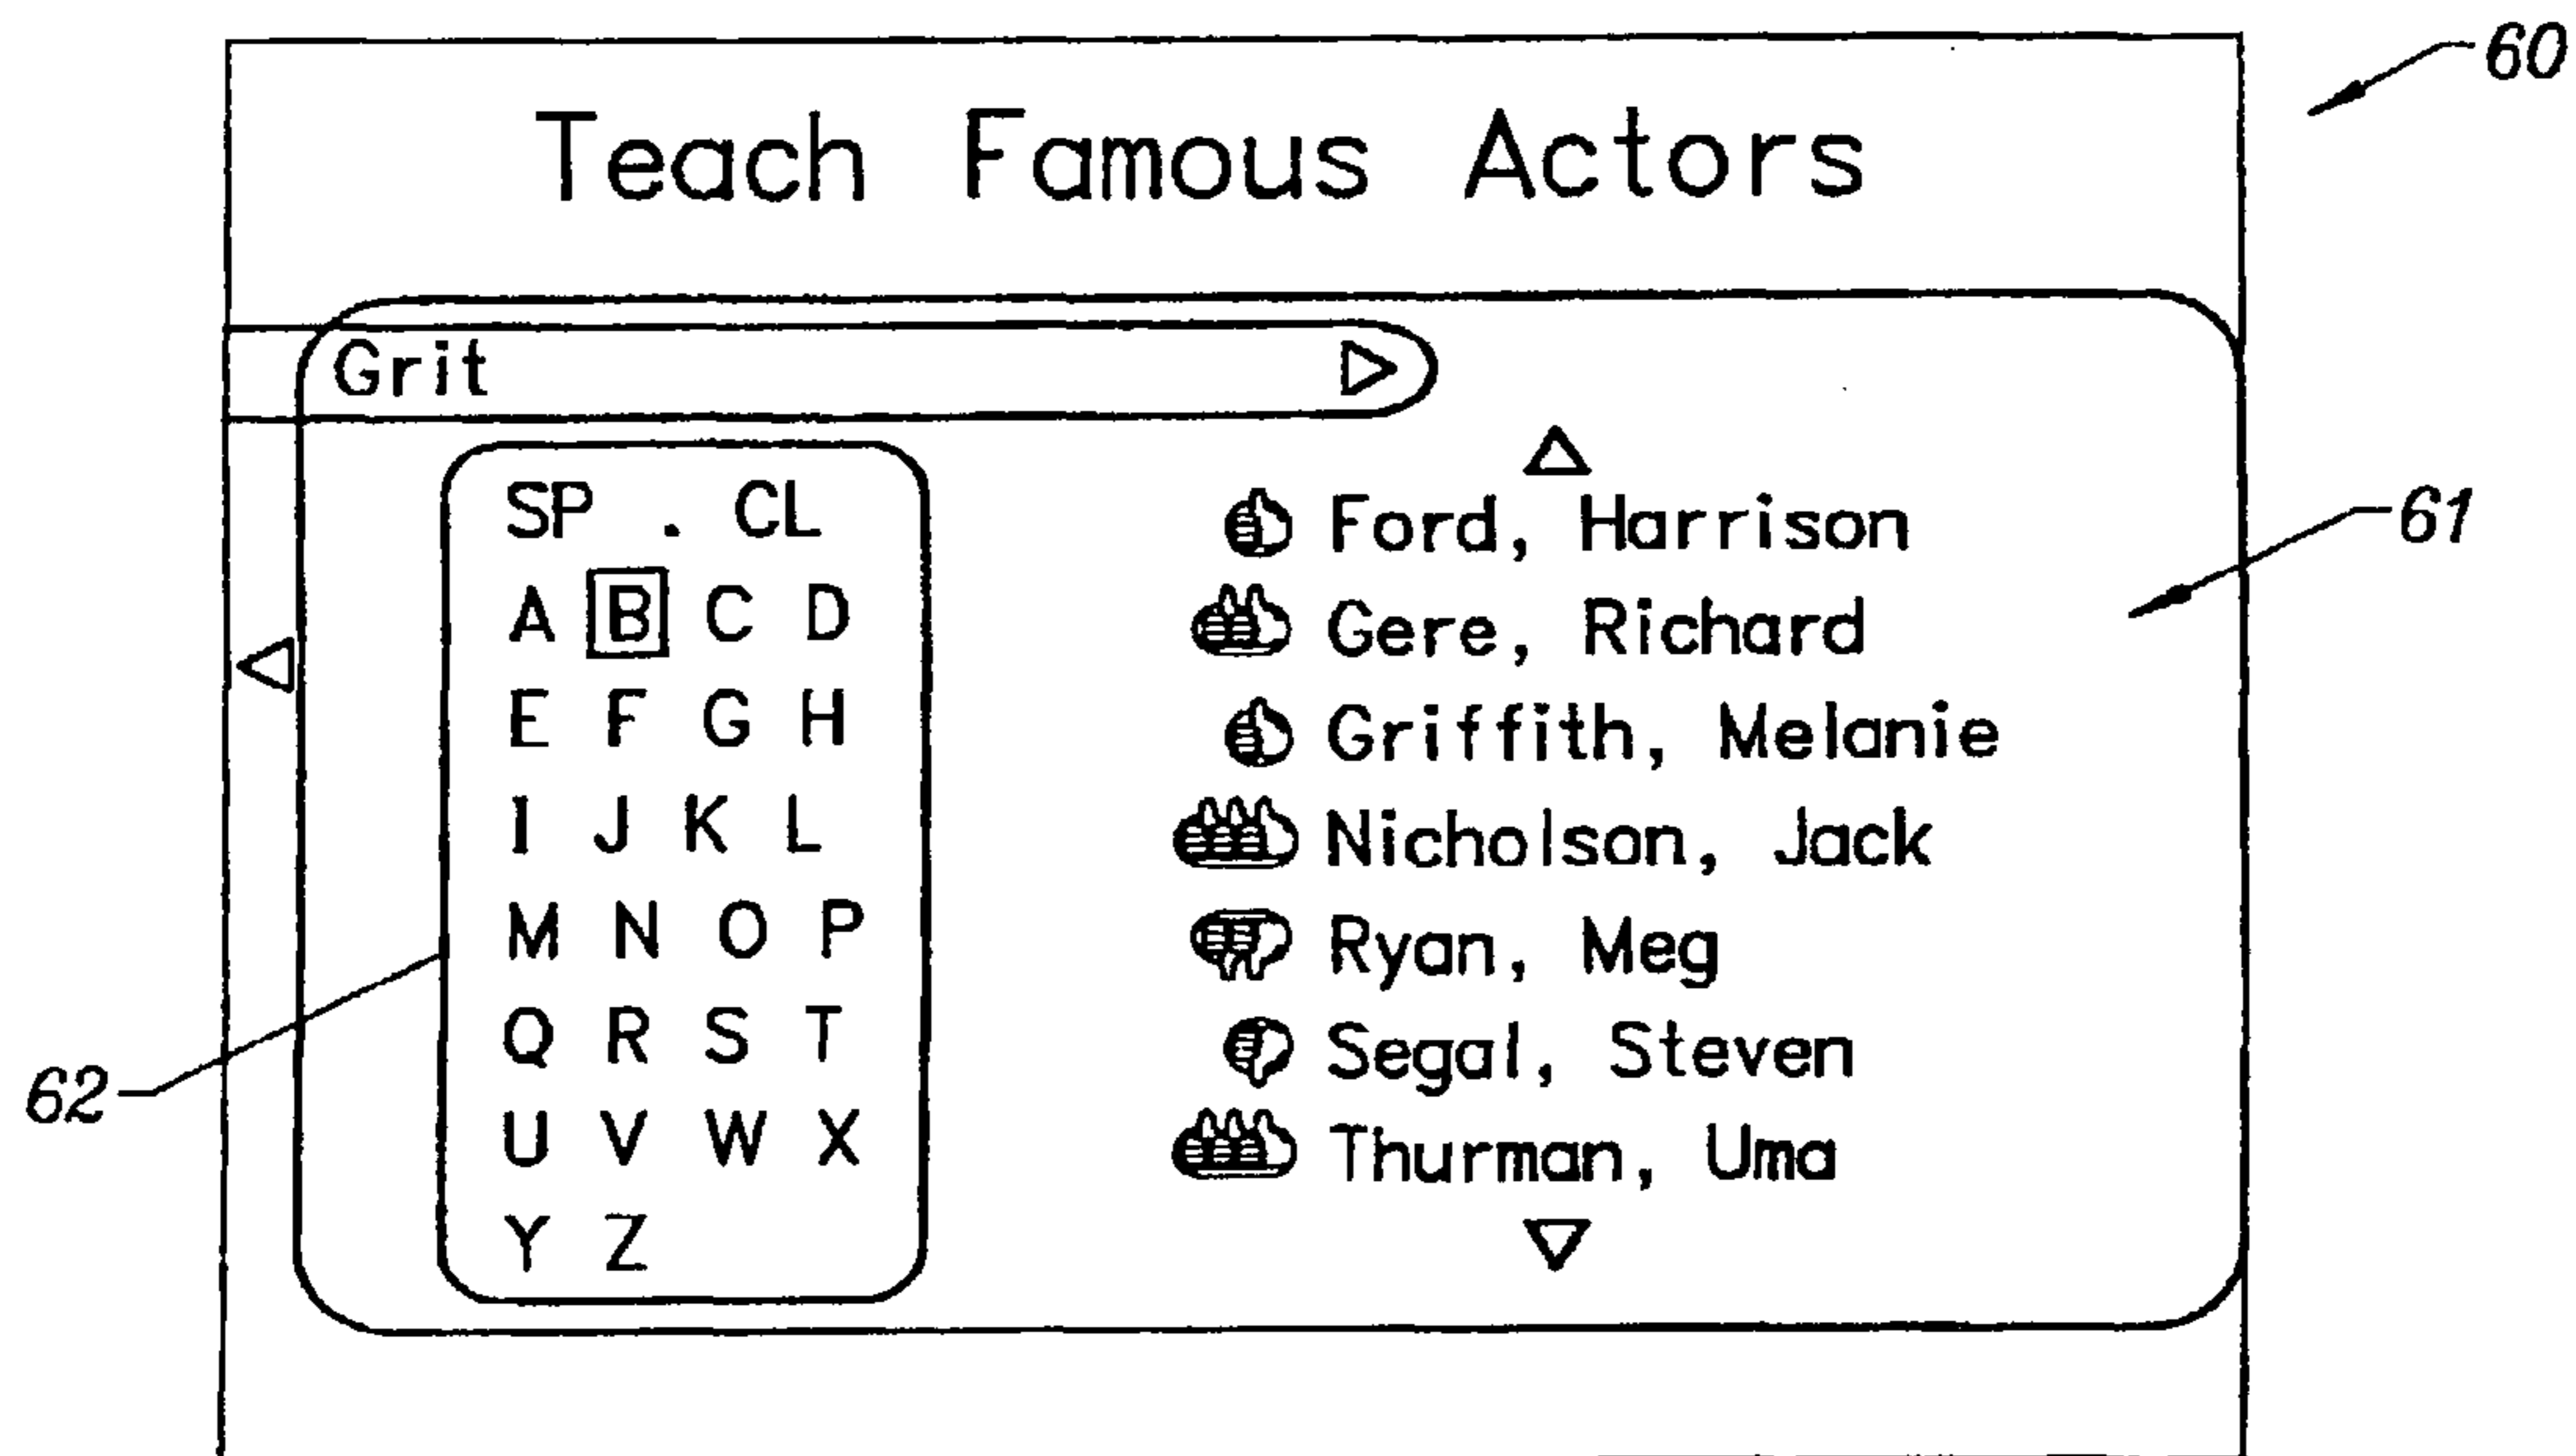 60
Teach Famous Actors
Grit
SP . CL
A B C D
E F G H
I J K L
M N O P
Q R S T
U V W X
Y Z
62
Ford, Harrison
Gere, Richard
Griffith, Melanie
Nicholson, Jack
Ryan, Meg
Segal, Steven
Thurman, Uma
61